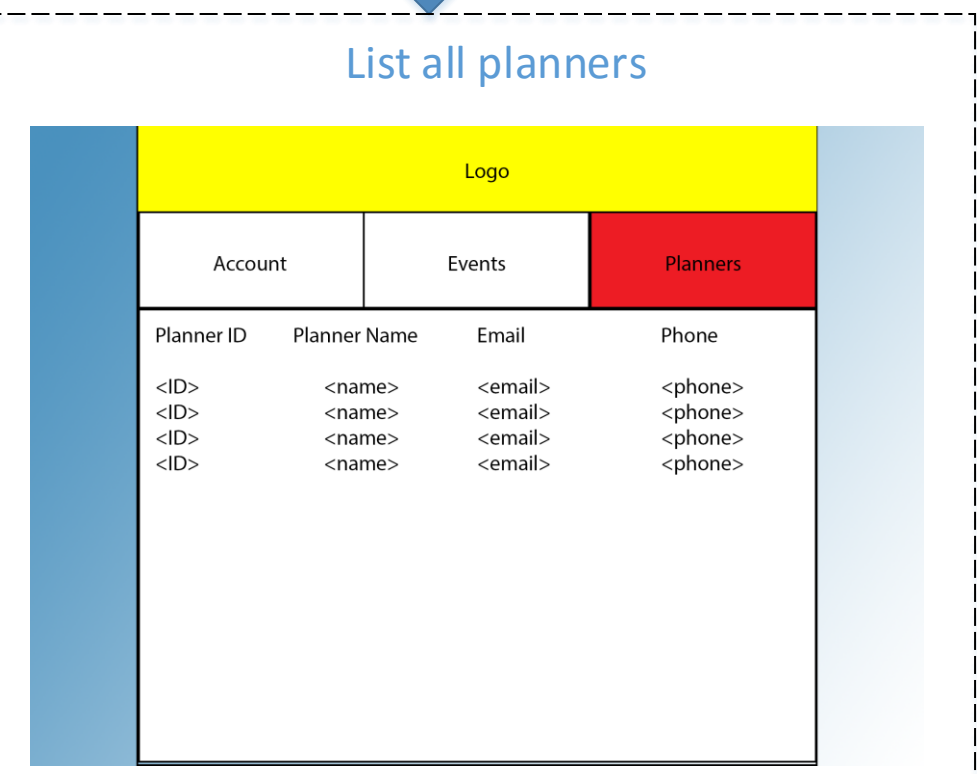 List all planners
Logo
Account Events Planners
Planner ID Planner Name Email Phone
<ID> <name> <email> <phone>
<ID> <name> <email> <phone>
<ID> <name> <email> <phone>
<ID> <name> <email> <phone>